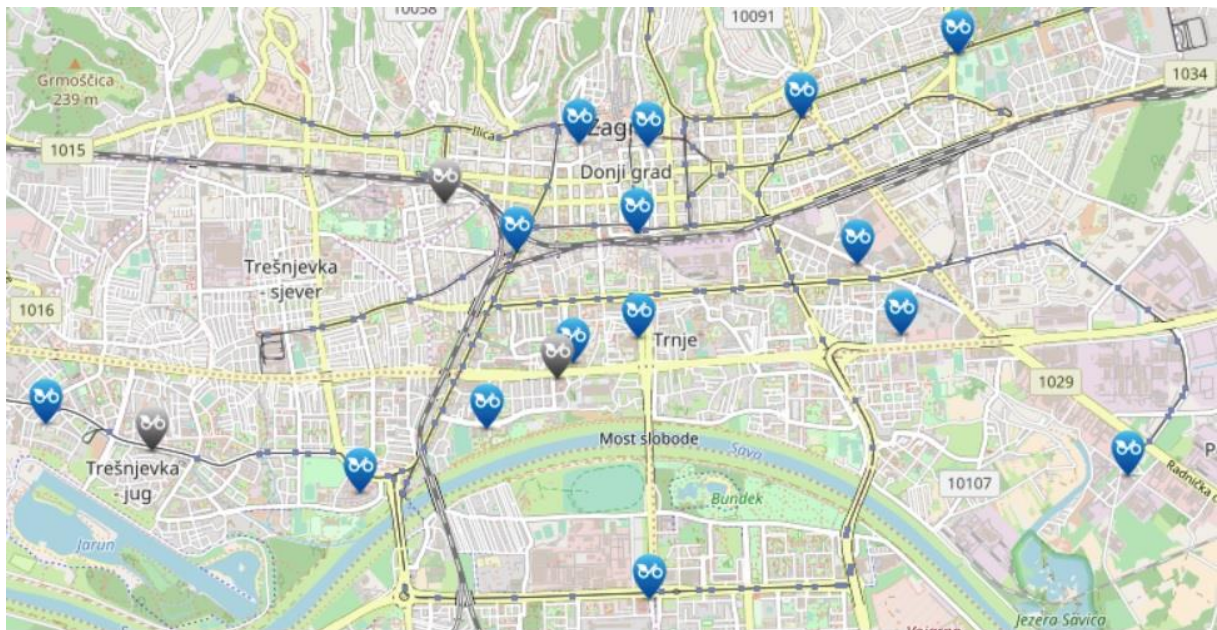 10058
10091
1034
Grmoščica
239 m
1015
Ilica
Donji grad
Trešnjevka
- sjever
1016
Trnje
1029
Most slobode
Sava
Trešnjevka
- jug
Bundek
10107
Radnička
Jarun
Jezera Savica